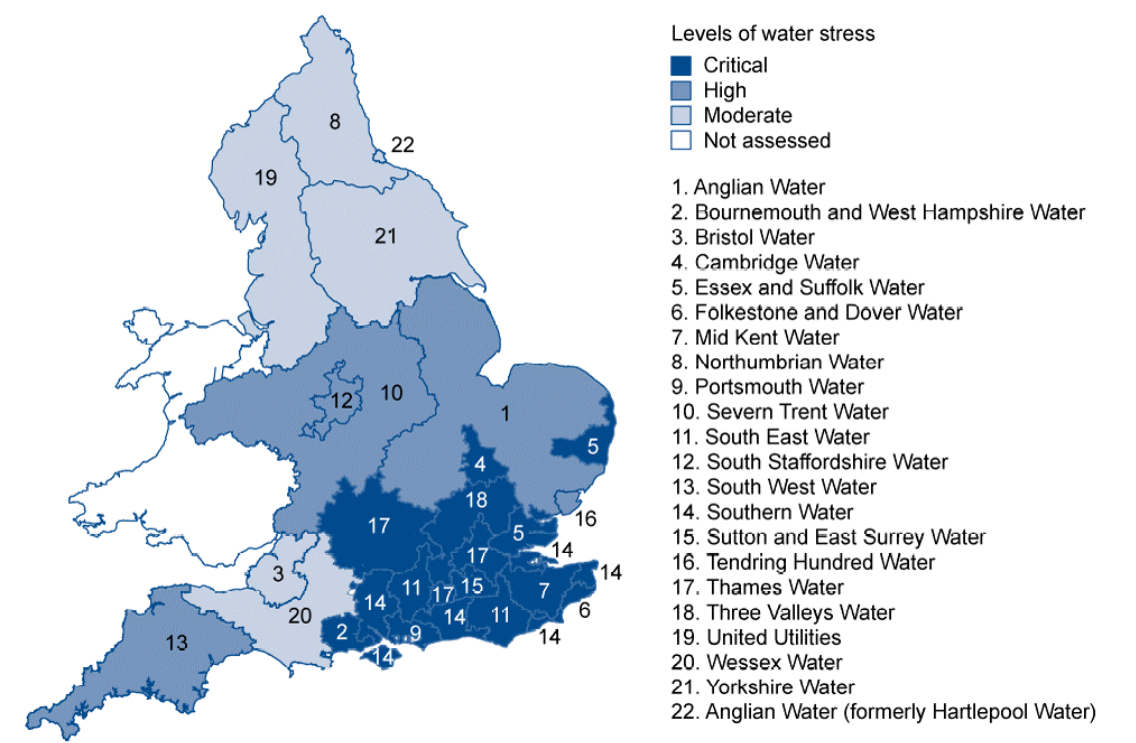 Levels of water stress
Critical
High
Moderate
Not assessed
1. Anglian Water
2. Bournemouth and West Hampshire Water
3. Bristol Water
4. Cambridge Water
5. Essex and Suffolk Water
6. Folkestone and Dover Water
7. Mid Kent Water
8. Northumbrian Water
9. Portsmouth Water
10. Severn Trent Water
11. South East Water
12. South Staffordshire Water
13. South West Water
14. Southern Water
15. Sutton and East Surrey Water
16. Tendring Hundred Water
17. Thames Water
18. Three Valleys Water
19. United Utilities
20. Wessex Water
21. Yorkshire Water
22. Anglian Water (formerly Hartlepool Water)
8
22
19
21
12
10
1
5
4
18
16
17
5
14
17
3
11
15
7
14
17
14
6
20
14
11
13
2
9
14
14